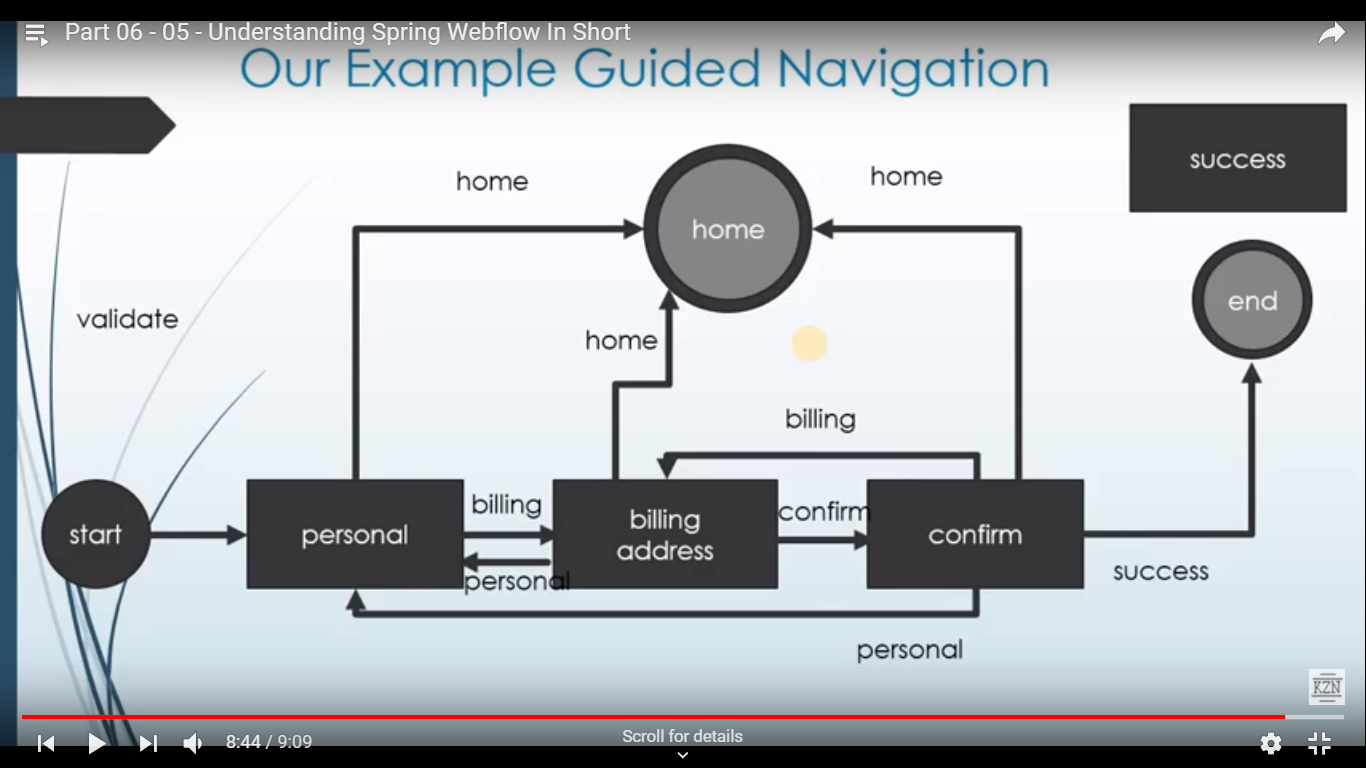 Part 06 - 05 - Understanding Spring Webflow In Short
Our Example Guided Navigation
success
home
home
home
end
validate
home
billing
start
personal
billing
billing
address
confirm
confirm
personal
success
personal
KZN
8:44 / 9:09
Scroll for details